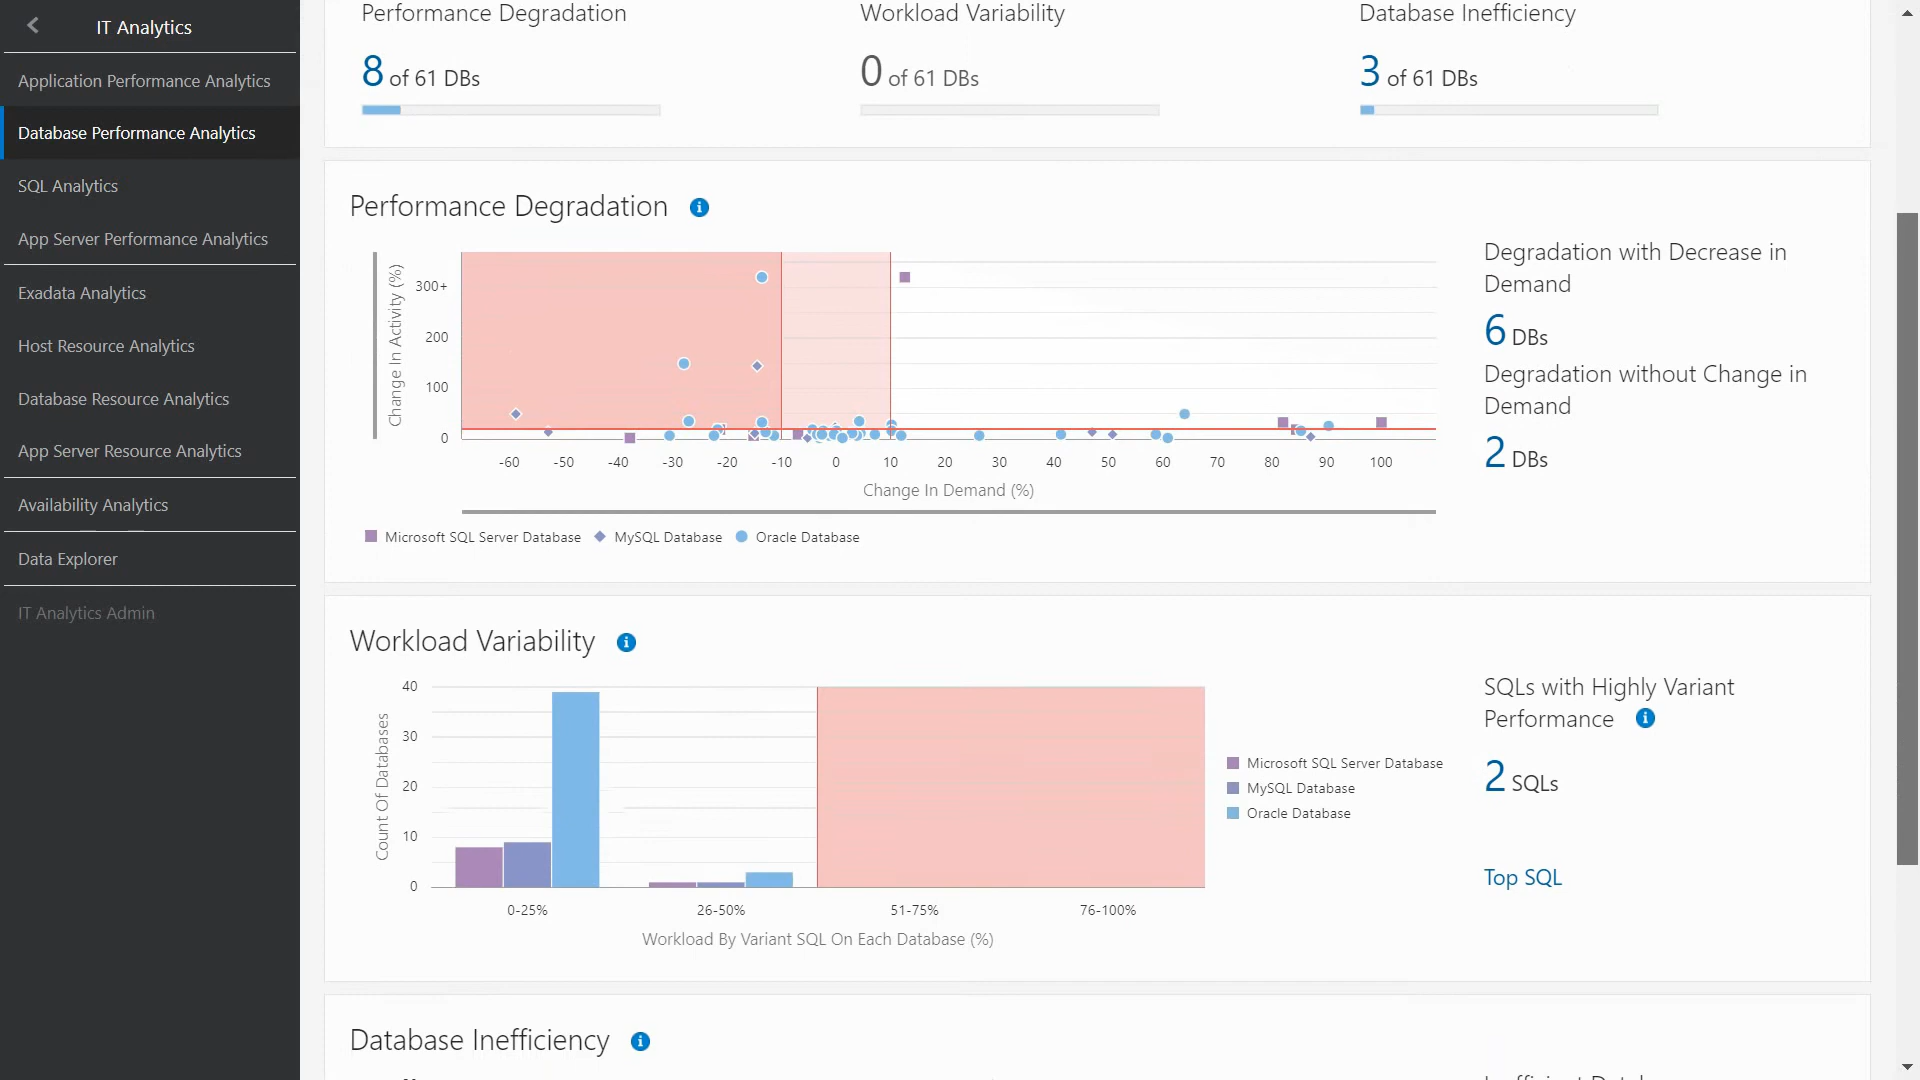 IT Analytics
Application Performance Analytics
Database Performance Analytics
SQL Analytics
App Server Performance Analytics
Exadata Analytics
Host Resource Analytics
Database Resource Analytics
App Server Resource Analytics
Availability Analytics
Data Explorer
IT Analytics Admin
Performance Degradation
8 of 61 DBs
Workload Variability
0 of 61 DBs
Database Inefficiency
3 of 61 DBs
Performance Degradation
Change In Activity (%)
300+
200
100
0
-60 -50 -40 -30 -20 -10 0 10 20 30 40 50 60 70 80 90 100
Change In Demand (%)
Microsoft SQL Server Database MySQL Database Oracle Database
Degradation with Decrease in
Demand
6 DBs
Degradation without Change in
Demand
2 DBs
Workload Variability
Count Of Databases
40
30
20
10
0
0-25% 26-50% 51-75% 76-100%
Workload By Variant SQL On Each Database (%)
Microsoft SQL Server Database
MySQL Database
Oracle Database
SQLs with Highly Variant
Performance
2 SQLs
Top SQL
Database Inefficiency